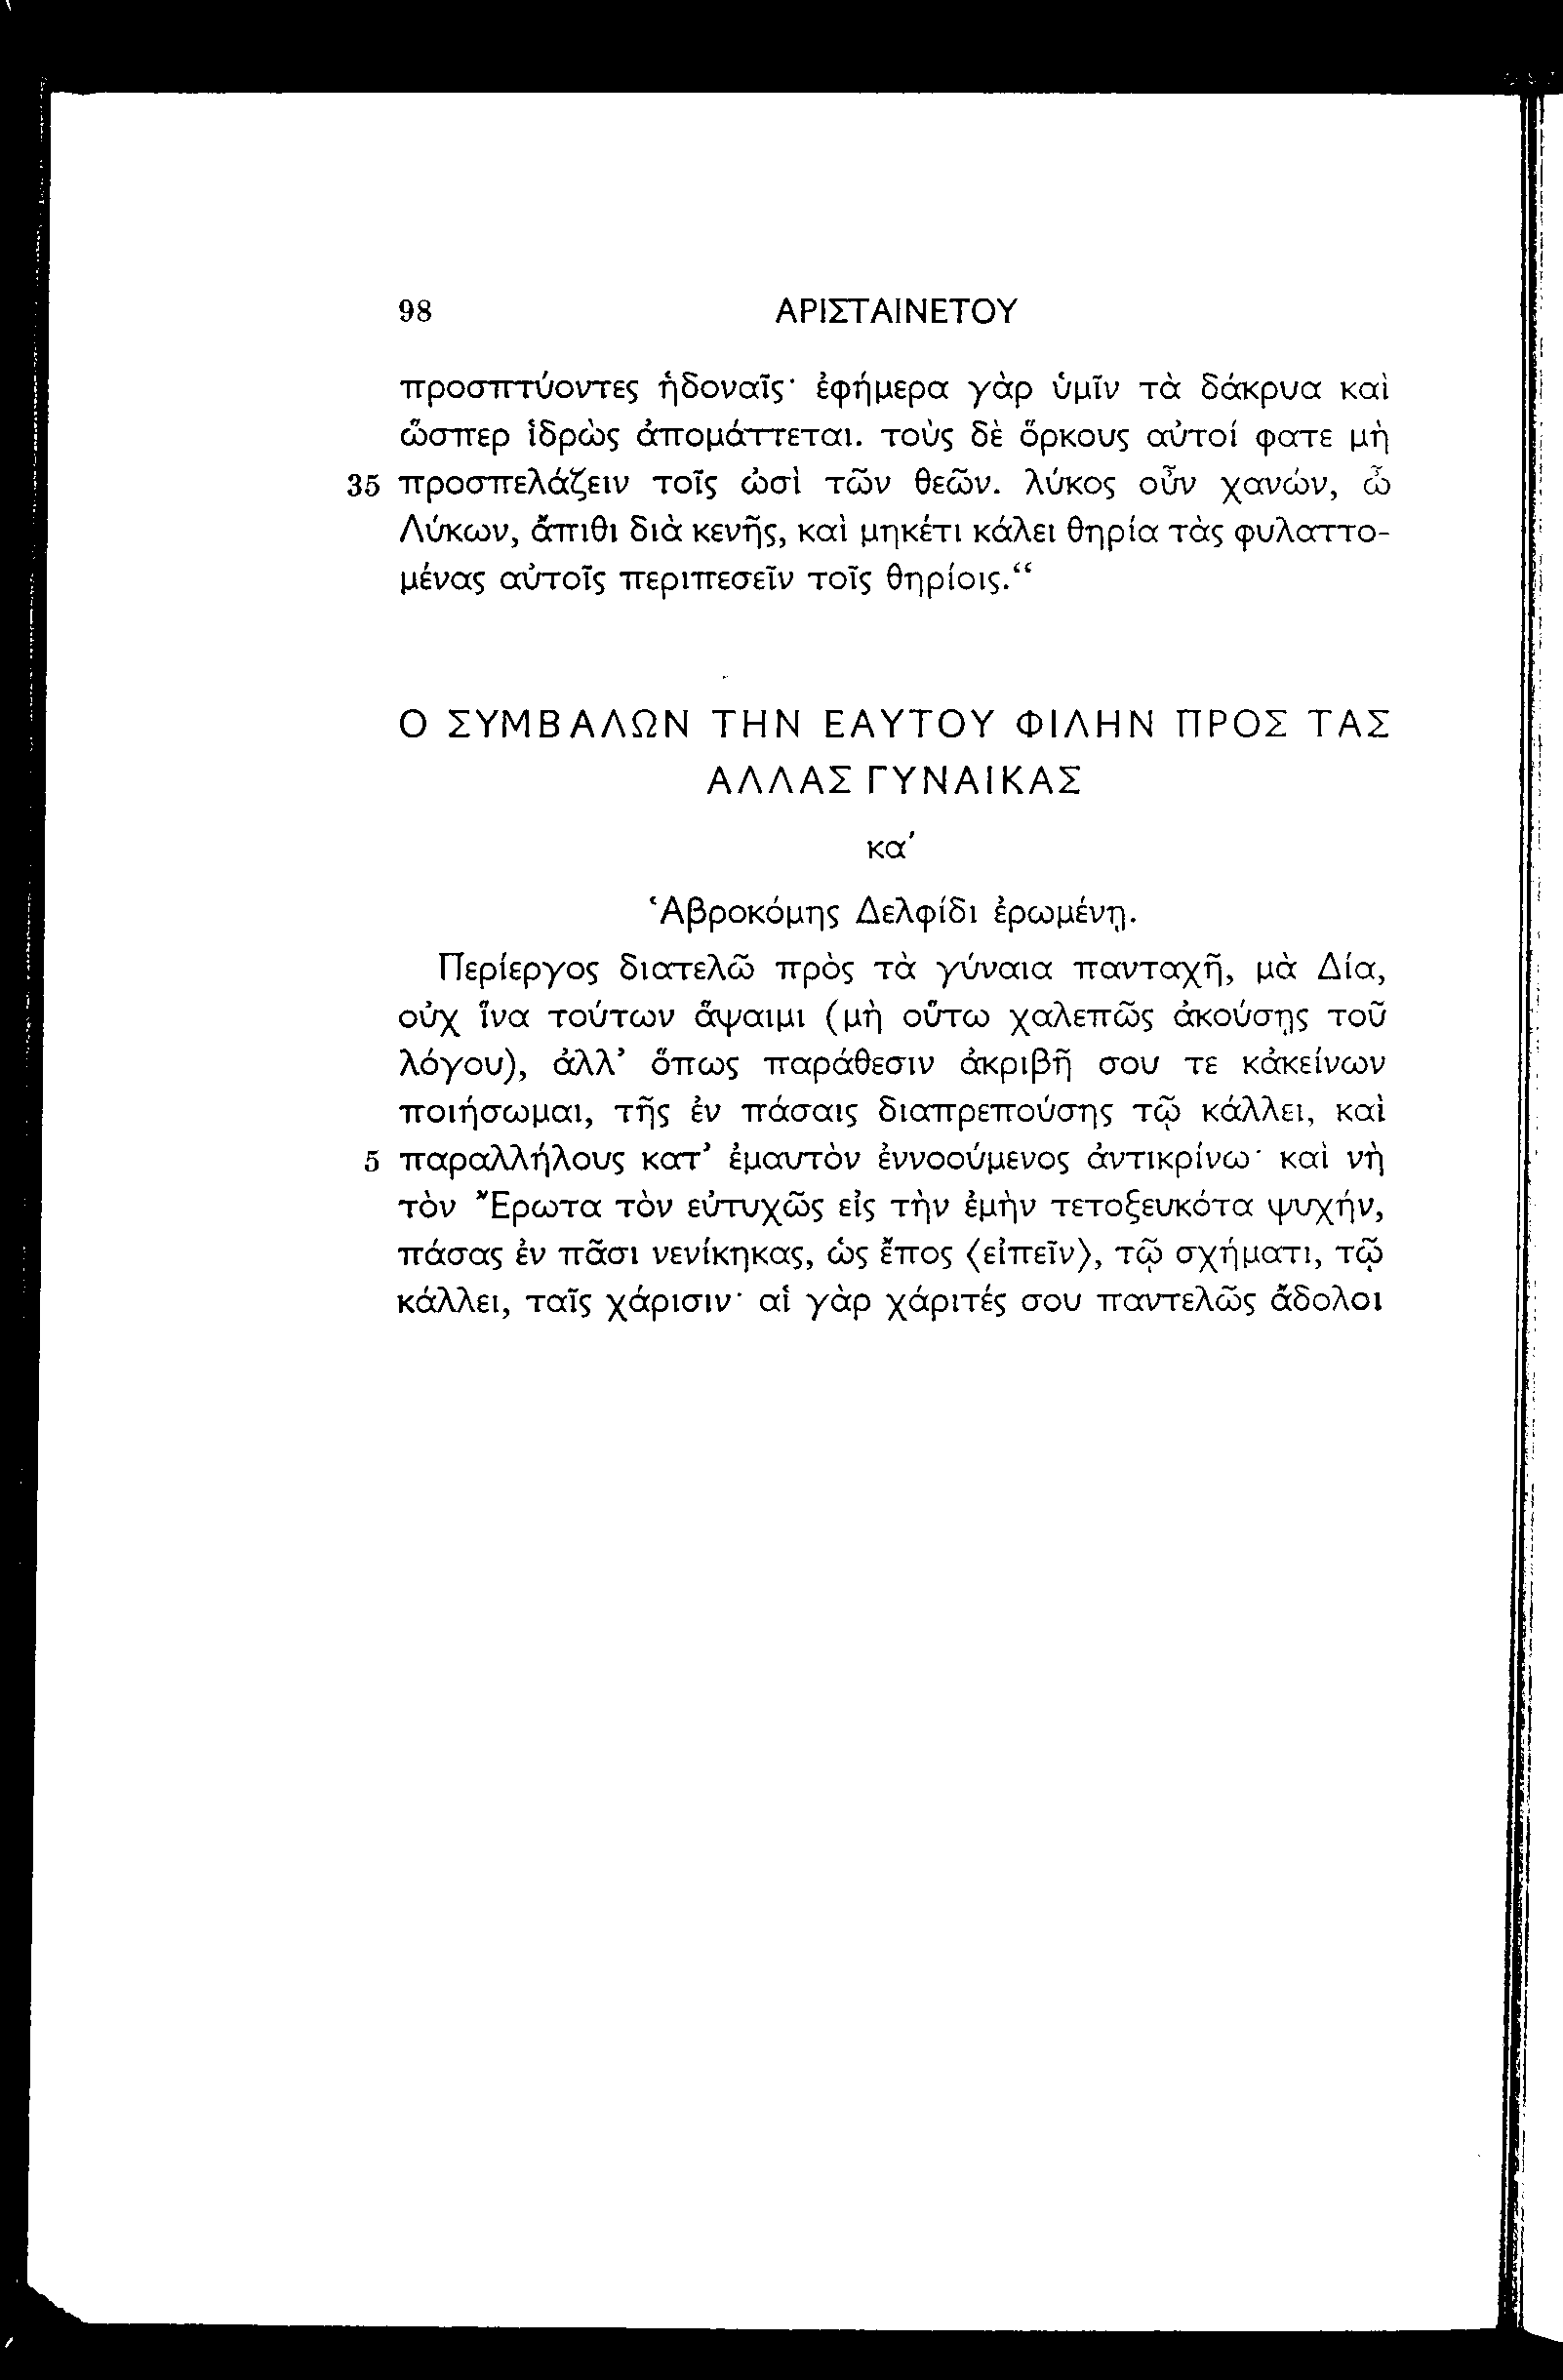 98 ΑΡΙΣΤΑΙΝΕΤΟΥ
προσπτύοντες ἡδοναῖς· ἐφήμερα γὰρ ὑμῖν τὰ δάκρυα καὶ
ὥσπερ ἱδρὼς ἀπομάττεται. τοὺς δὲ ὅρκους αὐτοί φατε μὴ
35 προσπελάζειν τοῖς ὠσὶ τῶν θεῶν. λύκος οὖν χανών, ὦ
Λύκων, ἄπιθι διὰ κενῆς, καὶ μηκέτι κάλει θηρία τὰς φυλαττο-
μένας αὐτοῖς περιπεσεῖν τοῖς θηρίοις.“
Ο ΣΥΜΒΑΛΩΝ ΤΗΝ ΕΑΥΤΟΥ ΦΙΛΗΝ ΠΡΟΣ ΤΑΣ
ΑΛΛΑΣ ΓΥΝΑΙΚΑΣ
κα′
Ἁβροκόμης Δελφίδι ἐρωμένῃ.
Περίεργος διατελῶ πρὸς τὰ γύναια πανταχῆ, μὰ Δία,
οὐχ ἵνα τούτων ἅψαιμι (μὴ οὕτω χαλεπῶς ἀκούσῃς τοῦ
λόγου), ἀλλ’ ὅπως παράθεσιν ἀκριβῆ σου τε κἀκείνων
ποιήσωμαι, τῆς ἐν πάσαις διαπρεπούσης τῷ κάλλει, καὶ
5 παραλλήλους κατ’ ἐμαυτὸν ἐννοούμενος ἀντικρίνω· καὶ νὴ
τὸν Ἔρωτα τὸν εὐτυχῶς εἰς τὴν ἐμὴν τετοξευκότα ψυχήν,
πάσας ἐν πᾶσι νενίκηκας, ὡς ἔπος ⟨εἰπεῖν⟩, τῷ σχήματι, τῷ
κάλλει, ταῖς χάρισιν· αἱ γὰρ χάριτές σου παντελῶς ἄδολοι